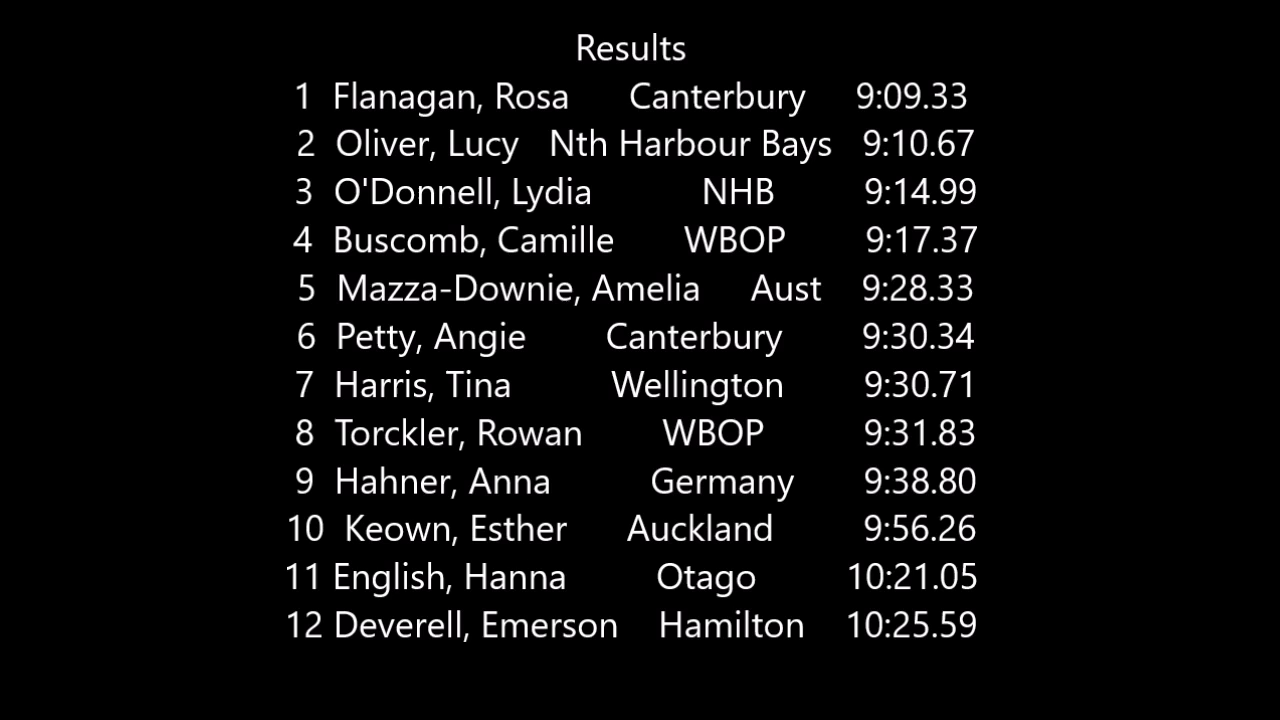 Results
1 Flanagan, Rosa Canterbury 9:09.33
2 Oliver, Lucy Nth Harbour Bays 9:10.67
3 O'Donnell, Lydia NHB 9:14.99
4 Buscomb, Camille WBOP 9:17.37
5 Mazza-Downie, Amelia Aust 9:28.33
6 Petty, Angie Canterbury 9:30.34
7 Harris, Tina Wellington 9:30.71
8 Torckler, Rowan WBOP 9:31.83
9 Hahner, Anna Germany 9:38.80
10 Keown, Esther Auckland 9:56.26
11 English, Hanna Otago 10:21.05
12 Deverell, Emerson Hamilton 10:25.59